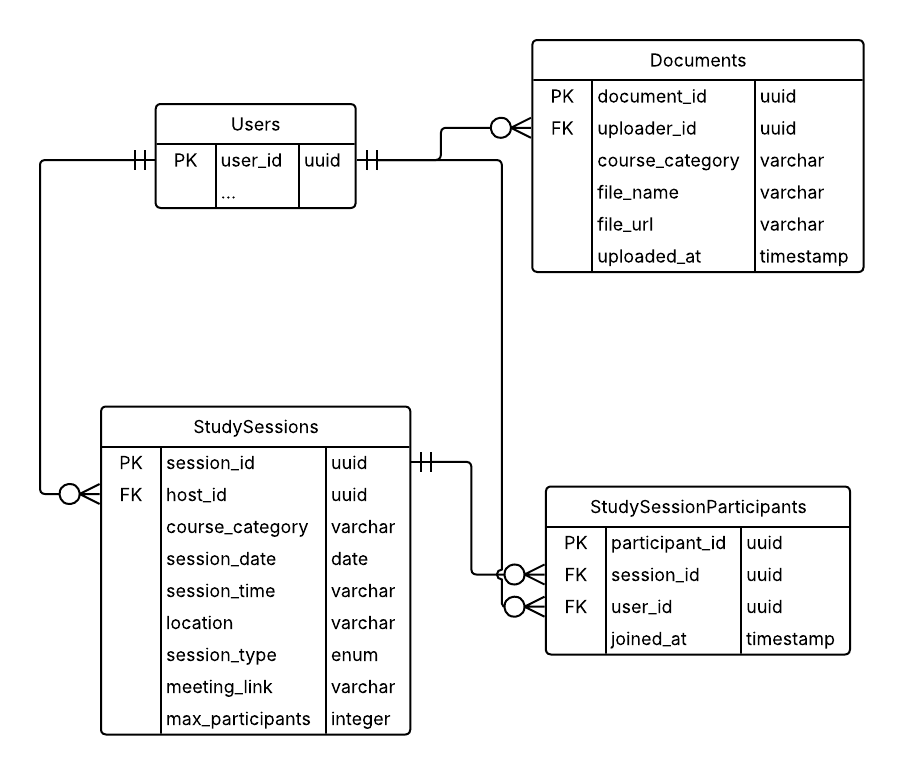 Users
PK user_id uuid
...
Documents
PK document_id uuid
FK uploader_id uuid
course_category varchar
file_name varchar
file_url varchar
uploaded_at timestamp
StudySessions
PK session_id uuid
FK host_id uuid
course_category varchar
session_date date
session_time varchar
location varchar
session_type enum
meeting_link varchar
max_participants integer
StudySessionParticipants
PK participant_id uuid
FK session_id uuid
FK user_id uuid
joined_at timestamp